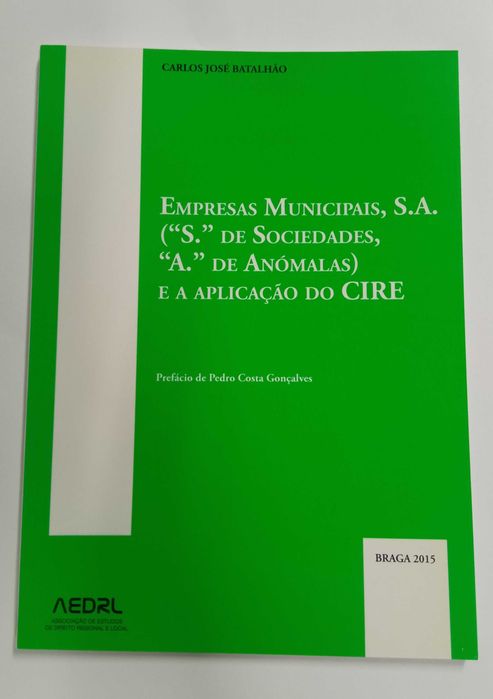 CARLOS JOSÉ BATALHÃO
EMPRESAS MUNICIPAIS, S.A.
(“S.” DE SOCIEDADES,
“A.” DE ANÓMALAS)
E A APLICAÇÃO DO CIRE
Prefácio de Pedro Costa Gonçalves
BRAGA 2015
AEDRL
ASSOCIAÇÃO DE ESTUDOS
DE DIREITO REGIONAL E LOCAL